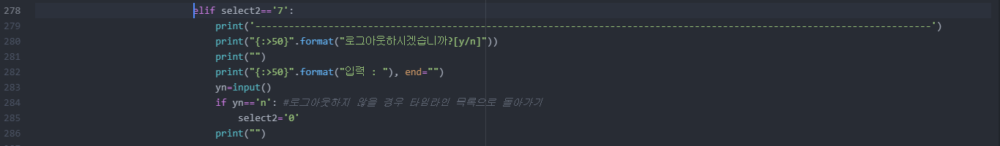 278 elif select2=='7':
279 print('------------------------------------------------------------------------------------------------------------------------')
280 print("{:>50}".format("로그아웃하시겠습니까?[y/n]"))
281 print("")
282 print("{:>50}".format("입력 : "), end="")
283 yn=input()
284 if yn=='n': #로그아웃하지 않을 경우 타임라인 목록으로 돌아가기
285 select2='0'
286 print("")